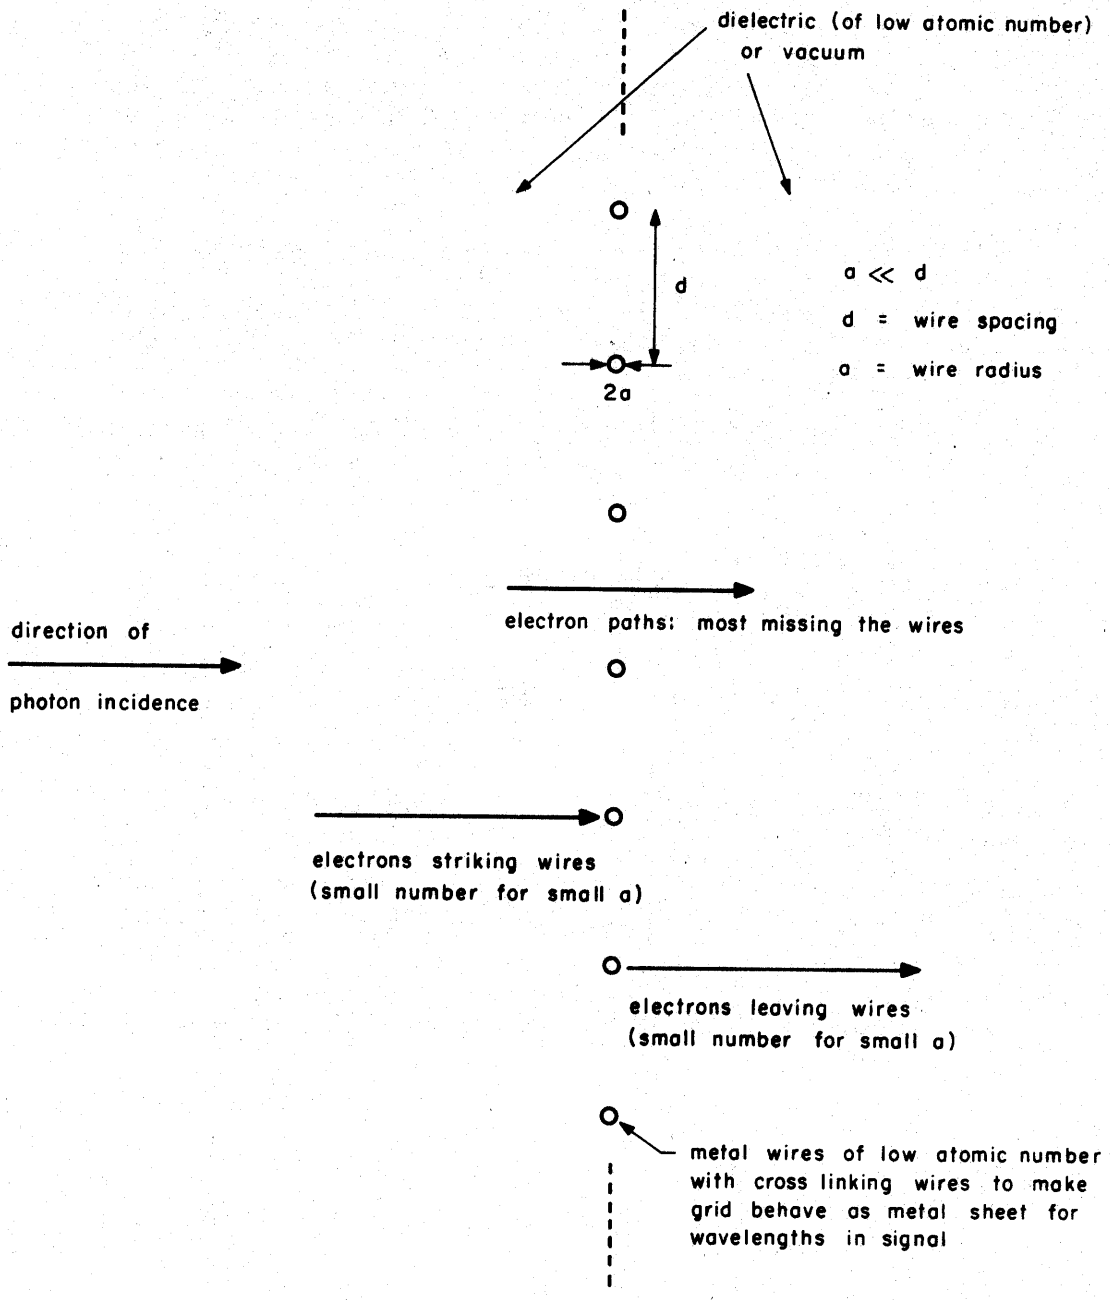 dielectric (of low atomic number)
or vacuum
d
a << d
d = wire spacing
a = wire radius
2a
electron paths: most missing the wires
direction of
photon incidence
electrons striking wires
(small number for small a)
electrons leaving wires
(small number for small a)
metal wires of low atomic number
with cross linking wires to make
grid behave as metal sheet for
wavelengths in signal